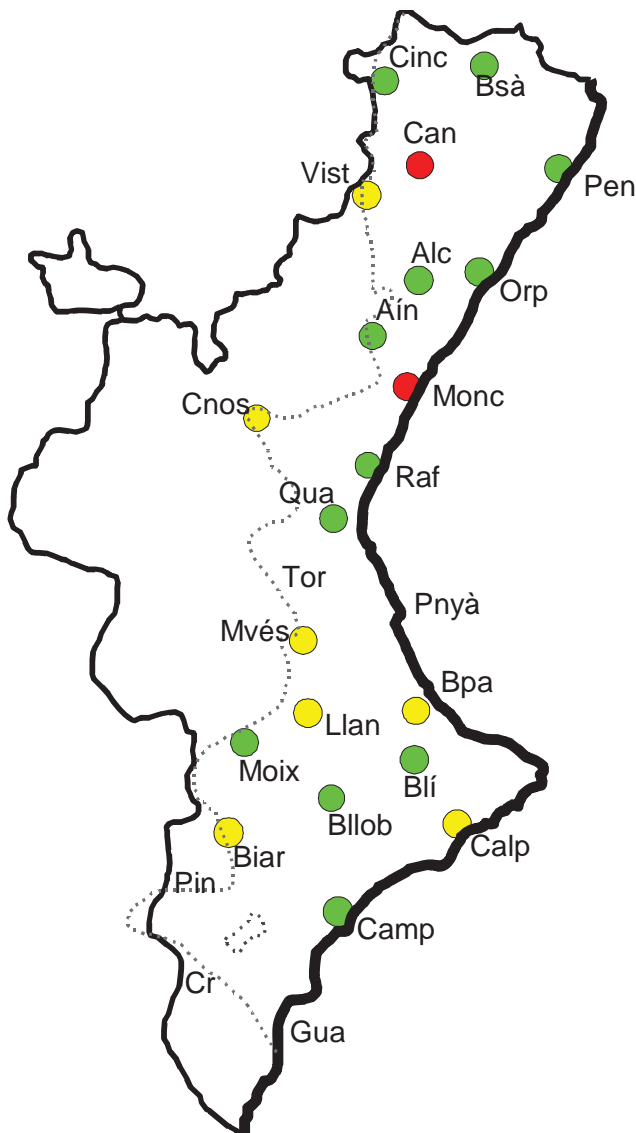 Cinc
Bsà
Can
Vist
Pen
Alc
Orp
Aín
Monc
Cnos
Raf
Qua
Tor
Pnyà
Mvés
Bpa
Llan
Moix
Blí
Bllob
Calp
Biar
Pin
Camp
Cr
Gua